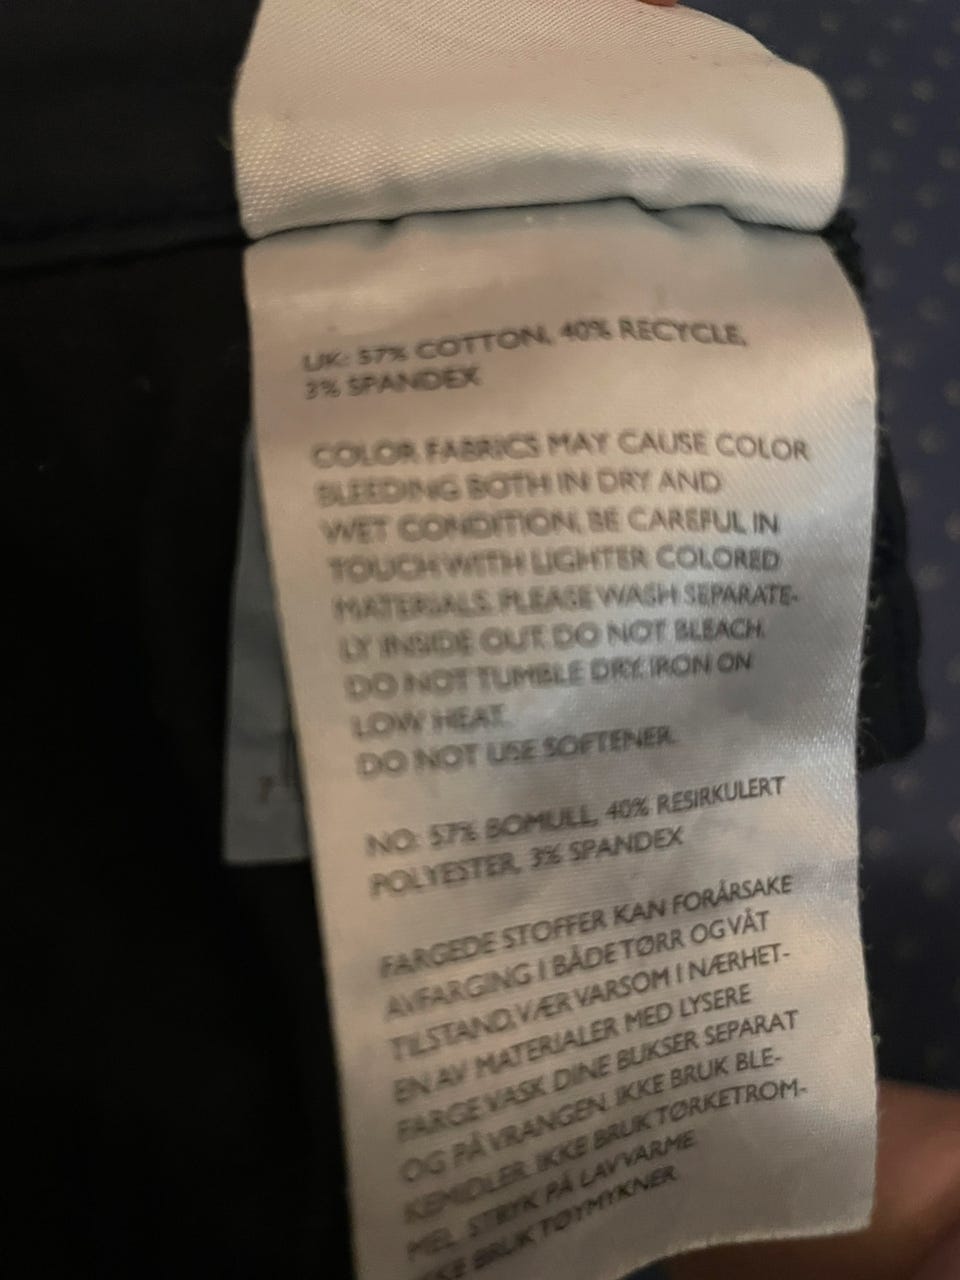 UK: 57% COTTON, 40% RECYCLE,
3% SPANDEX
COLOR FABRICS MAY CAUSE COLOR
BLEEDING BOTH IN DRY AND
WET CONDITION, BE CAREFUL IN
TOUCH WITH LIGHTER COLORED
MATERIALS. PLEASE WASH SEPARATE-
LY INSIDE OUT. DO NOT BLEACH.
DO NOT TUMBLE DRY. IRON ON
LOW HEAT.
DO NOT USE SOFTENER.
NO: 57% BOMULL, 40% RESIRKULERT
POLYESTER, 3% SPANDEX
FARGEDE STOFFER KAN FORÅRSAKE
AVFARGING I BÅDE TØRR OG VÅT
TILSTAND. VÆR VARSOM I NÆRHET-
EN AV MATERIALER MED LYSERE
FARGE VASK DINE BUKSER SEPARAT
OG PÅ VRANGEN. IKKE BRUK BLE-
KEMIDLER. IKKE BRUK TØRKETROM-
MEL. STRYK PÅ LAV VARME
BRUK TØYMYKNER